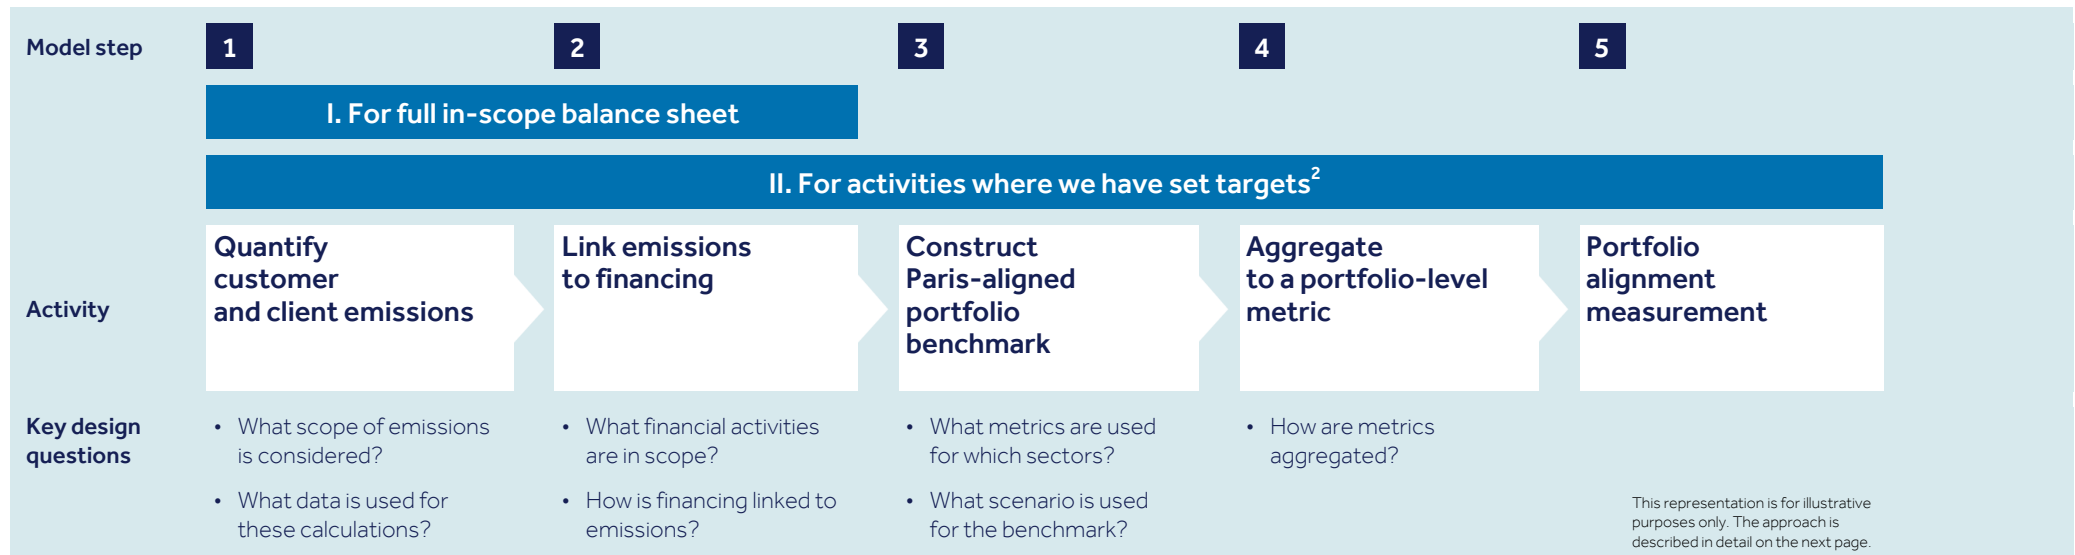 Model step
1
2
3
4
5
I. For full in-scope balance sheet
II. For activities where we have set targets²
Activity
Quantify
customer
and client emissions
Link emissions
to financing
Construct
Paris-aligned
portfolio
benchmark
Aggregate
to a portfolio-level
metric
Portfolio
alignment
measurement
Key design
questions
• What scope of emissions
is considered?
• What data is used for
these calculations?
• What financial activities
are in scope?
• How is financing linked to
emissions?
• What metrics are used
for which sectors?
• What scenario is used
for the benchmark?
• How are metrics
aggregated?
This representation is for illustrative
purposes only. The approach is
described in detail on the next page.